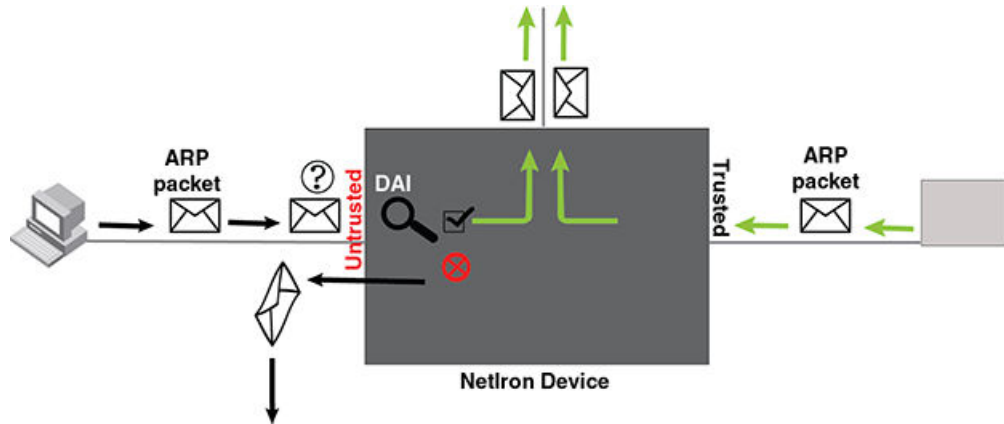 ARP
packet
?
Untrusted
DAI
Trusted
ARP
packet
NetIron Device